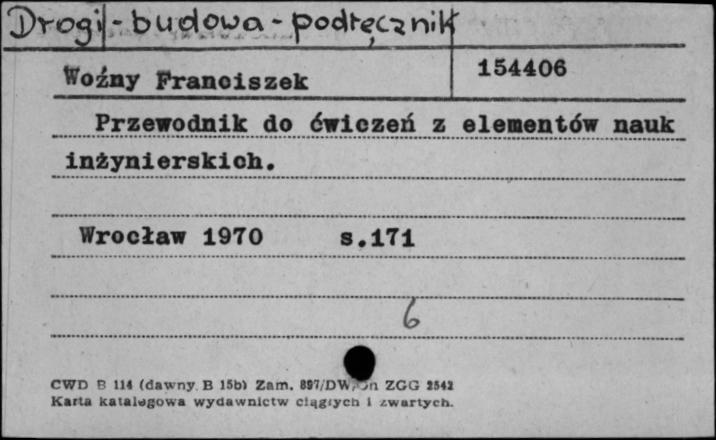 Drogi - budowa - podręcznik
Woźny Franciszek 154406
Przewodnik do ćwiczeń z elementów nauk
inżynierskich.
Wrocław 1970 s.171
6
CWD B 114 (dawny B 15b) Zam. 897/DW/Jn ZGG 2542
Karta katalogowa wydawnictw ciągłych i zwartych.